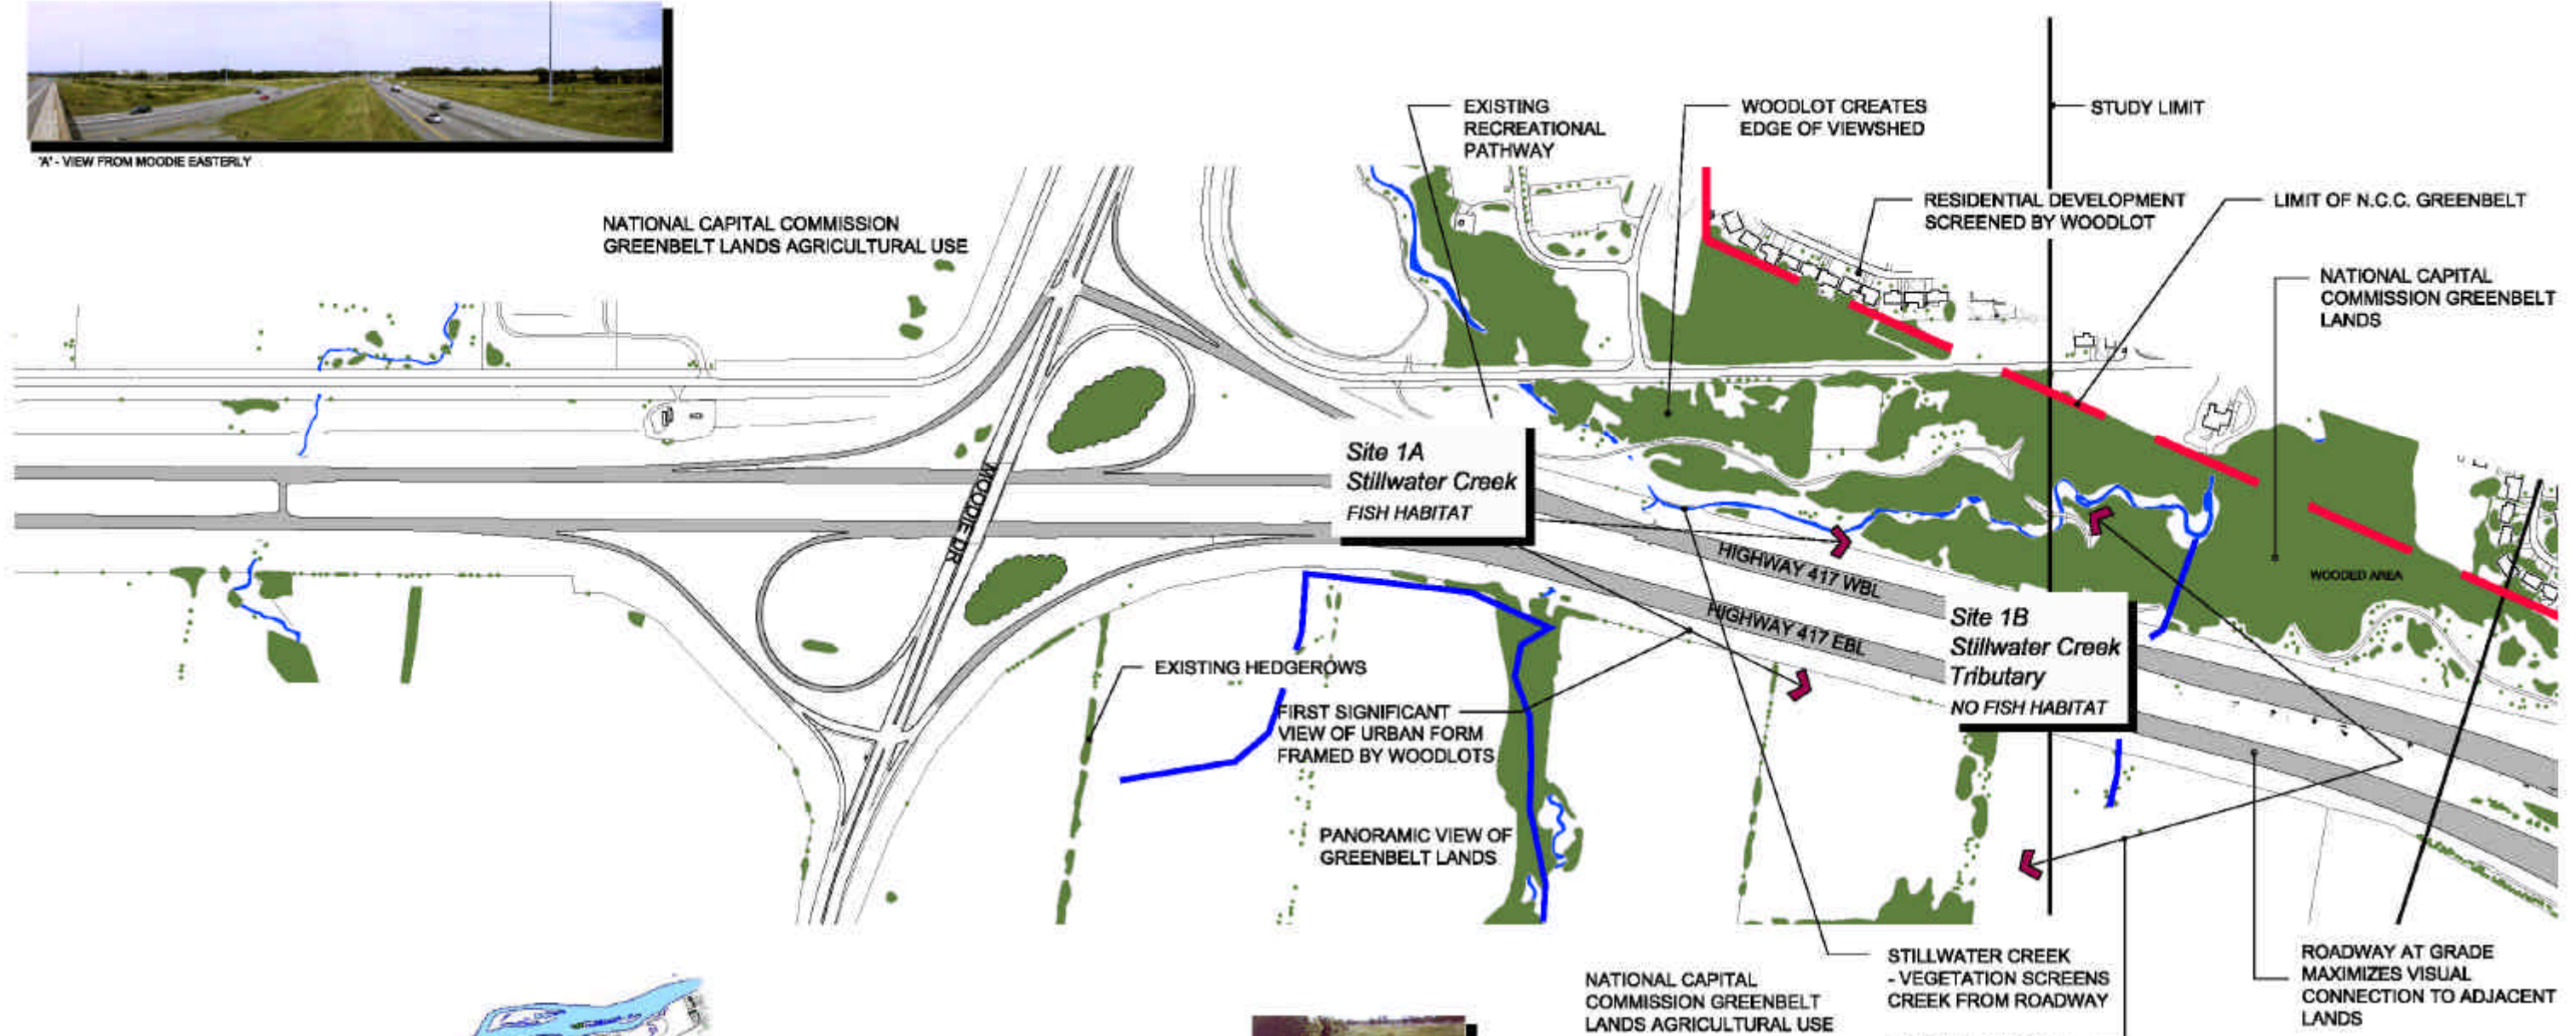 'A' - VIEW FROM MOODIE EASTERLY
NATIONAL CAPITAL COMMISSION
GREENBELT LANDS AGRICULTURAL USE
EXISTING
RECREATIONAL
PATHWAY
WOODLOT CREATES
EDGE OF VIEWSHED
STUDY LIMIT
RESIDENTIAL DEVELOPMENT
SCREENED BY WOODLOT
LIMIT OF N.C.C. GREENBELT
NATIONAL CAPITAL
COMMISSION GREENBELT
LANDS
MOODIE DR
Site 1A
Stillwater Creek
FISH HABITAT
HIGHWAY 417 WBL
HIGHWAY 417 EBL
WOODED AREA
Site 1B
Stillwater Creek
Tributary
NO FISH HABITAT
EXISTING HEDGEROWS
FIRST SIGNIFICANT
VIEW OF URBAN FORM
FRAMED BY WOODLOTS
PANORAMIC VIEW OF
GREENBELT LANDS
NATIONAL CAPITAL
COMMISSION GREENBELT
LANDS AGRICULTURAL USE
STILLWATER CREEK
- VEGETATION SCREENS
CREEK FROM ROADWAY
ROADWAY AT GRADE
MAXIMIZES VISUAL
CONNECTION TO ADJACENT
LANDS